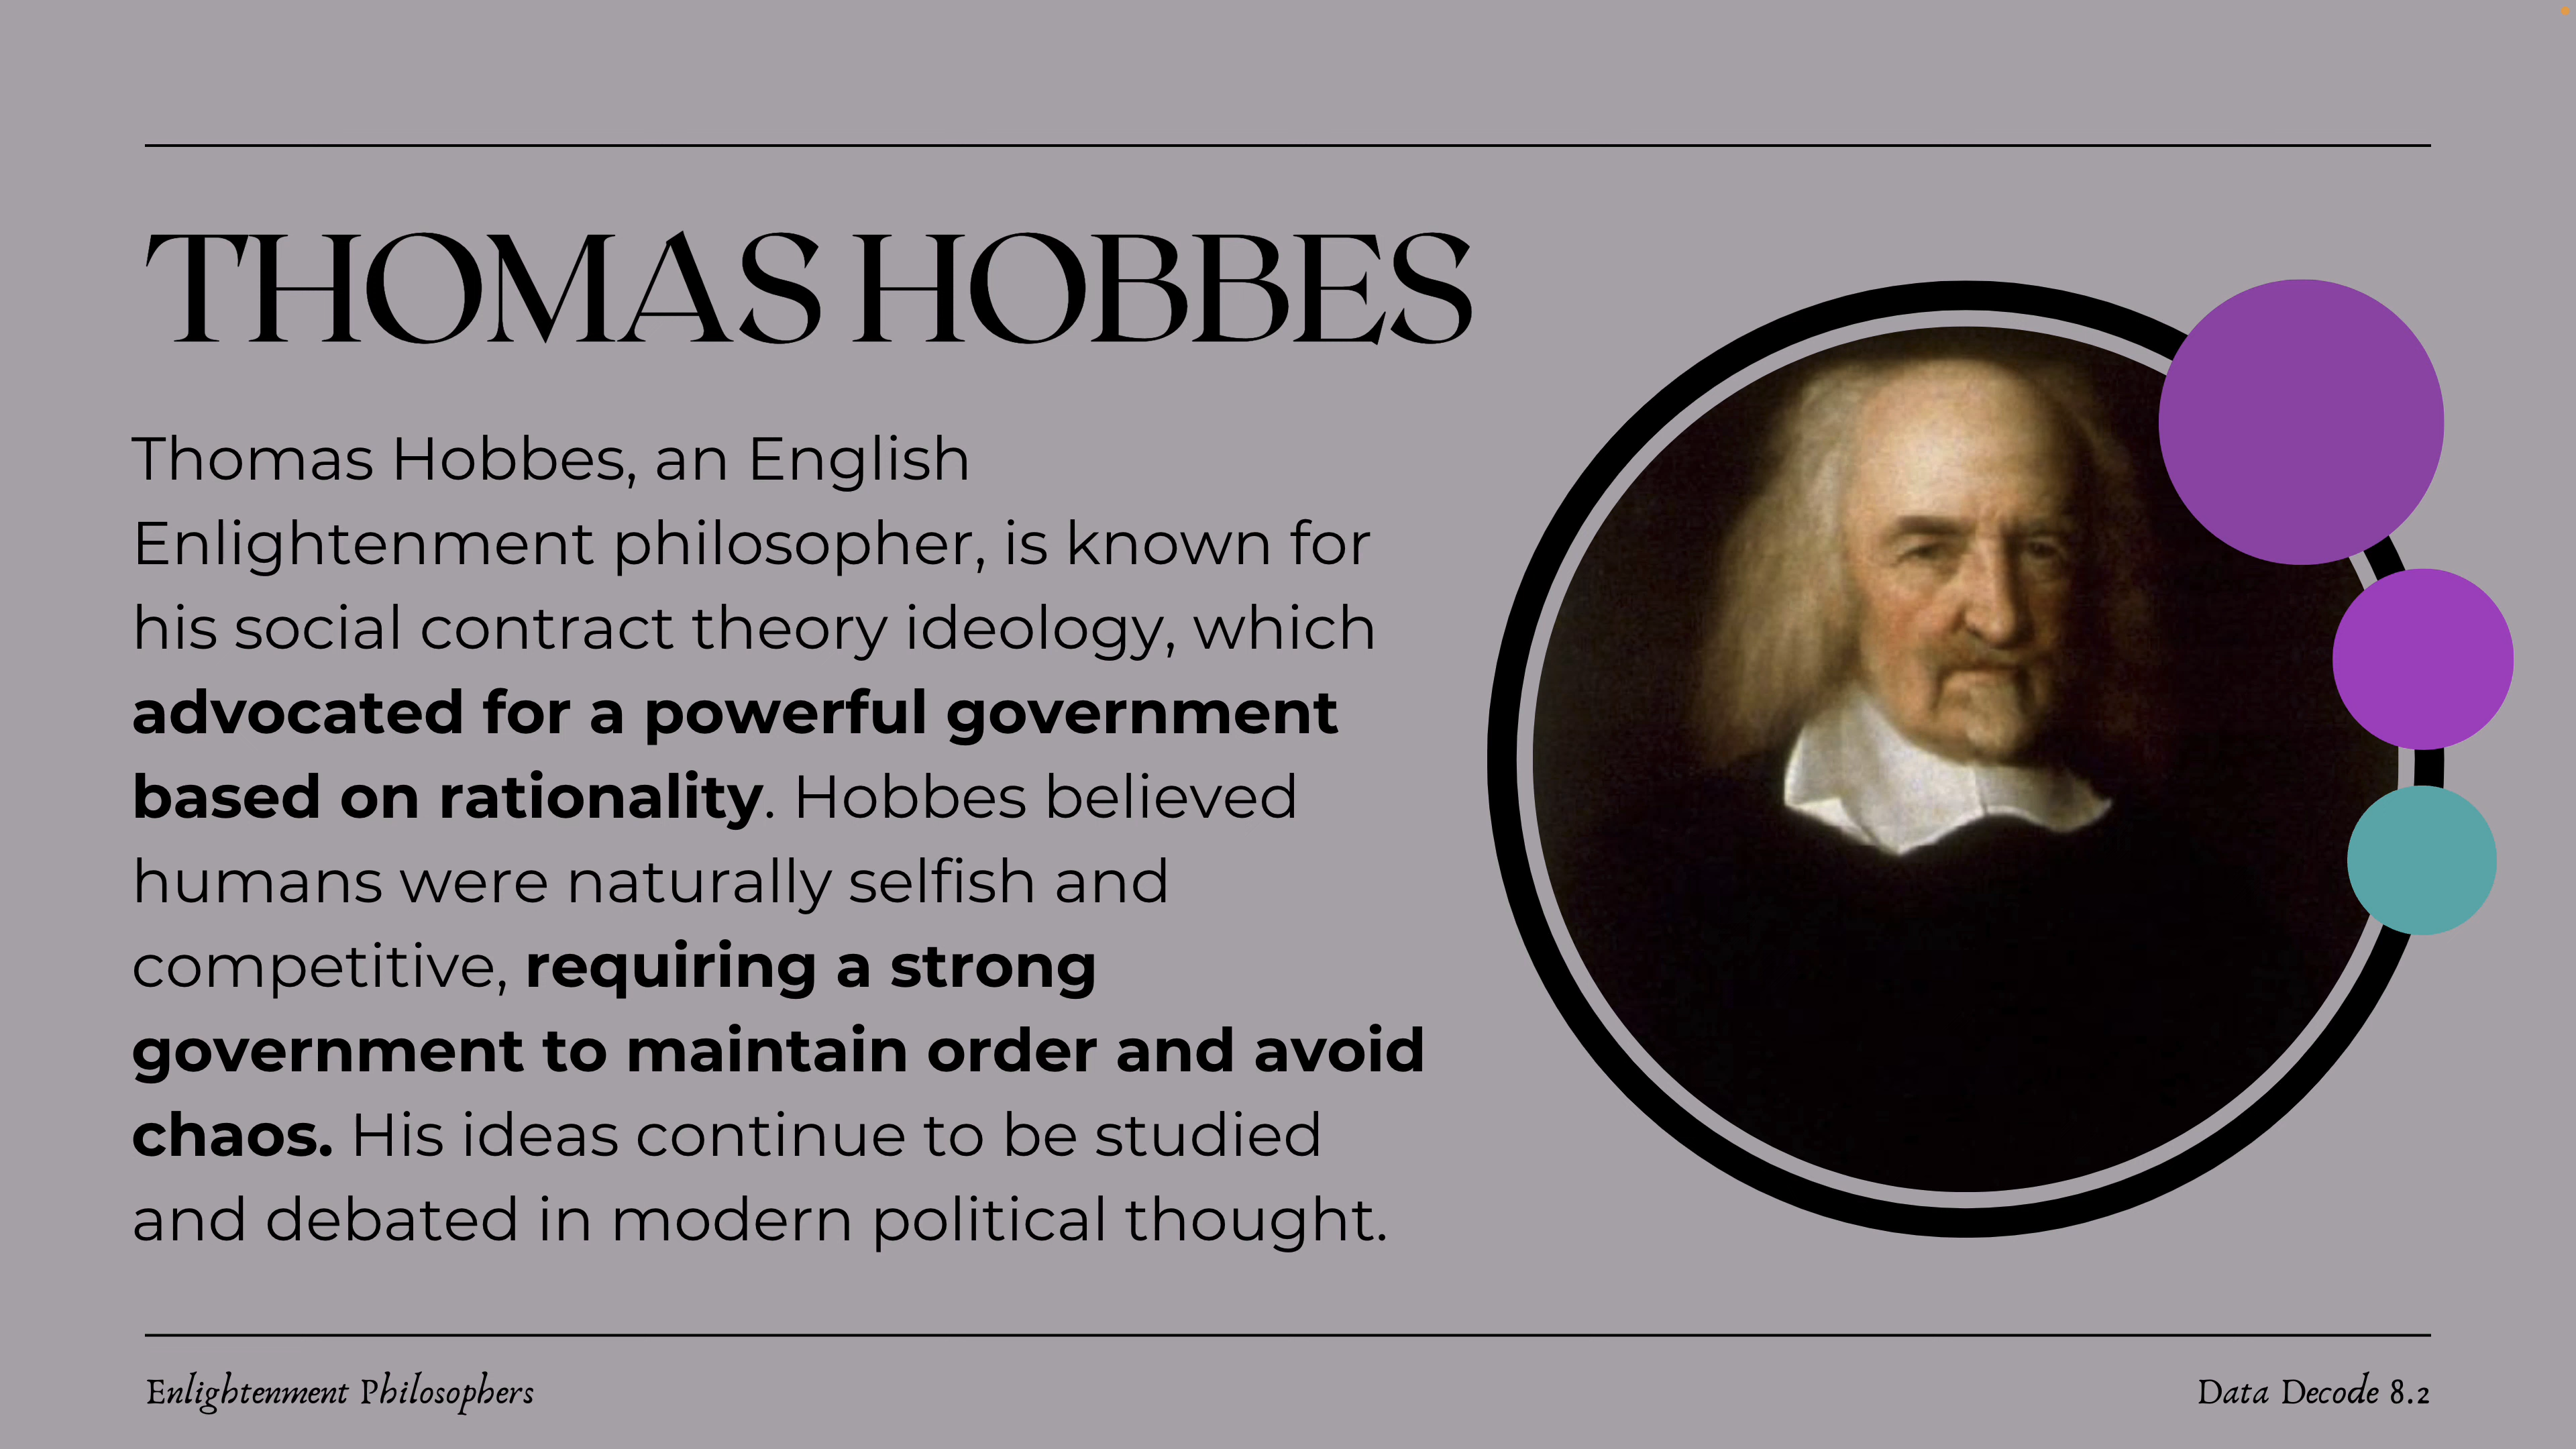 THOMAS HOBBES
Thomas Hobbes, an English
Enlightenment philosopher, is known for
his social contract theory ideology, which
advocated for a powerful government
based on rationality. Hobbes believed
humans were naturally selfish and
competitive, requiring a strong
government to maintain order and avoid
chaos. His ideas continue to be studied
and debated in modern political thought.
Enlightenment Philosophers
Data Decode 8.2